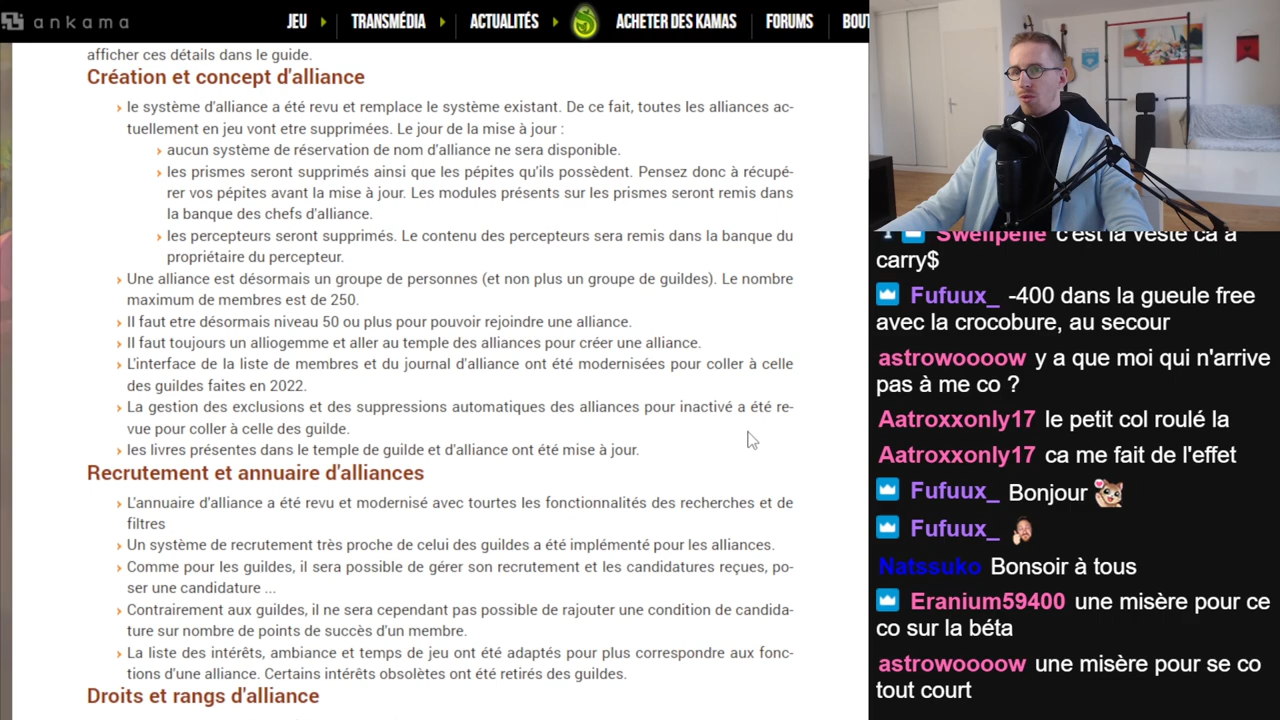 ankama
JEU
TRANSMÉDIA
ACTUALITÉS
ACHETER DES KAMAS
FORUMS
BOUT
afficher ces détails dans le guide.
Création et concept d'alliance
le système d'alliance a été revu et remplace le système existant. De ce fait, toutes les alliances ac-
tuellement en jeu vont etre supprimées. Le jour de la mise à jour :
aucun système de réservation de nom d'alliance ne sera disponible.
les prismes seront supprimés ainsi que les pépites qu'ils possèdent. Pensez donc à récupé-
rer vos pépites avant la mise à jour. Les modules présents sur les prismes seront remis dans
la banque des chefs d'alliance.
les percepteurs seront supprimés. Le contenu des percepteurs sera remis dans la banque du
propriétaire du percepteur.
Une alliance est désormais un groupe de personnes (et non plus un groupe de guildes). Le nombre
maximum de membres est de 250.
Il faut etre désormais niveau 50 ou plus pour pouvoir rejoindre une alliance.
Il faut toujours un alliogemme et aller au temple des alliances pour créer une alliance.
L'interface de la liste de membres et du journal d'alliance ont été modernisées pour coller à celle
des guildes faites en 2022.
La gestion des exclusions et des suppressions automatiques des alliances pour inactivé a été re-
vue pour coller à celle des guilde.
les livres présentes dans le temple de guilde et d'alliance ont été mise à jour.
Recrutement et annuaire d'alliances
L'annuaire d'alliance a été revu et modernisé avec tourtes les fonctionnalités des recherches et de
filtres
Un système de recrutement très proche de celui des guildes a été implémenté pour les alliances.
Comme pour les guildes, il sera possible de gérer son recrutement et les candidatures reçues, po-
ser une candidature ...
Contrairement aux guildes, il ne sera cependant pas possible de rajouter une condition de candida-
ture sur nombre de points de succès d'un membre.
La liste des intérêts, ambiance et temps de jeu ont été adaptés pour plus correspondre aux fonc-
tions d'une alliance. Certains intérêts obsolètes ont été retirés des guildes.
Droits et rangs d'alliance
Swellpelle c'est la veste ca a
carry$
Fufuux_ -400 dans la gueule free
avec la crocobure, au secour
astrowoooow y a que moi qui n'arrive
pas à me co ?
Aatroxxonly17 le petit col roulé la
Aatroxxonly17 ca me fait de l'effet
Fufuux_ Bonjour
Fufuux_
Natssuko Bonsoir à tous
Eranium59400 une misère pour ce
co sur la béta
astrowoooow une misère pour se co
tout court